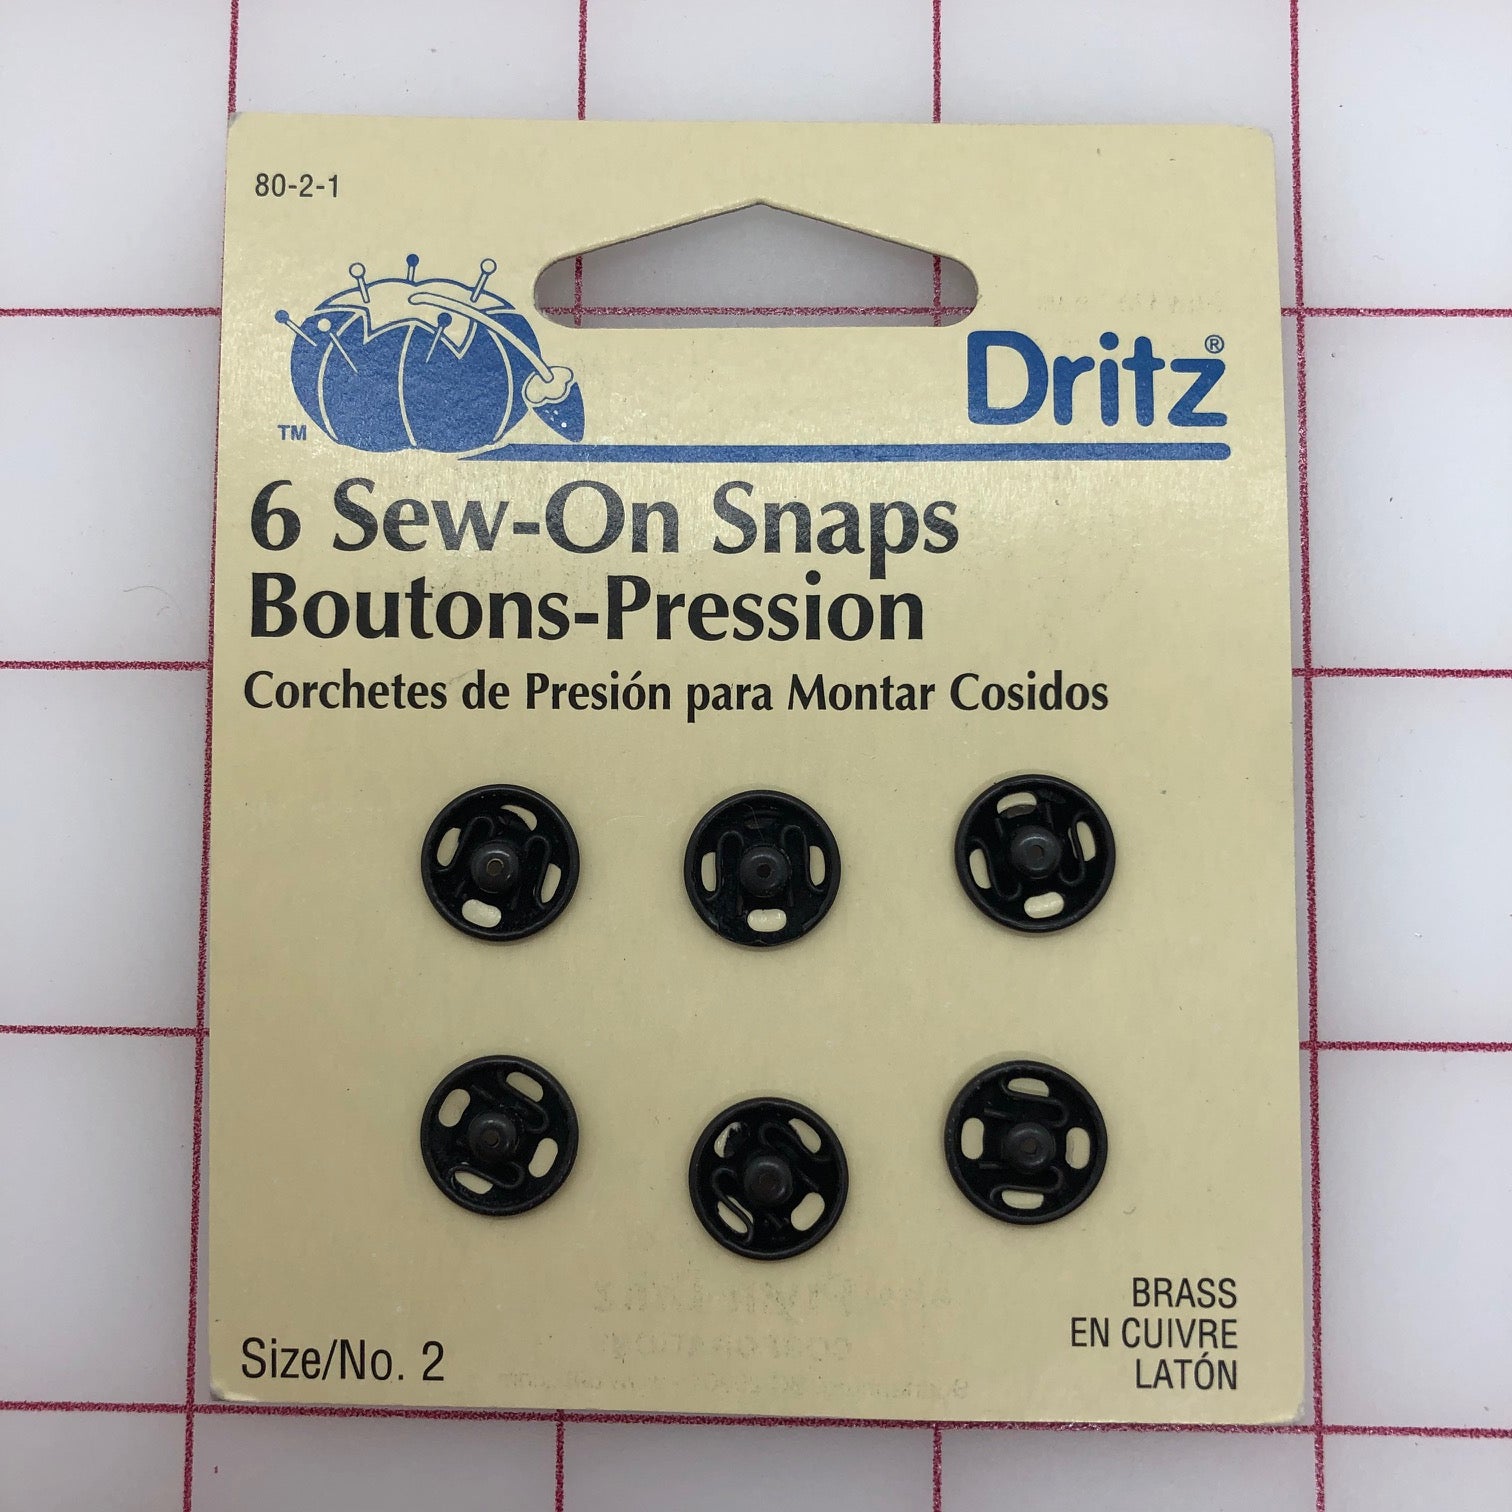 80-2-1
TM
Dritz®
6 Sew-On Snaps
Boutons-Pression
Corchetes de Presión para Montar Cosidos
Size/No. 2
BRASS
EN CUIVRE
LATÓN